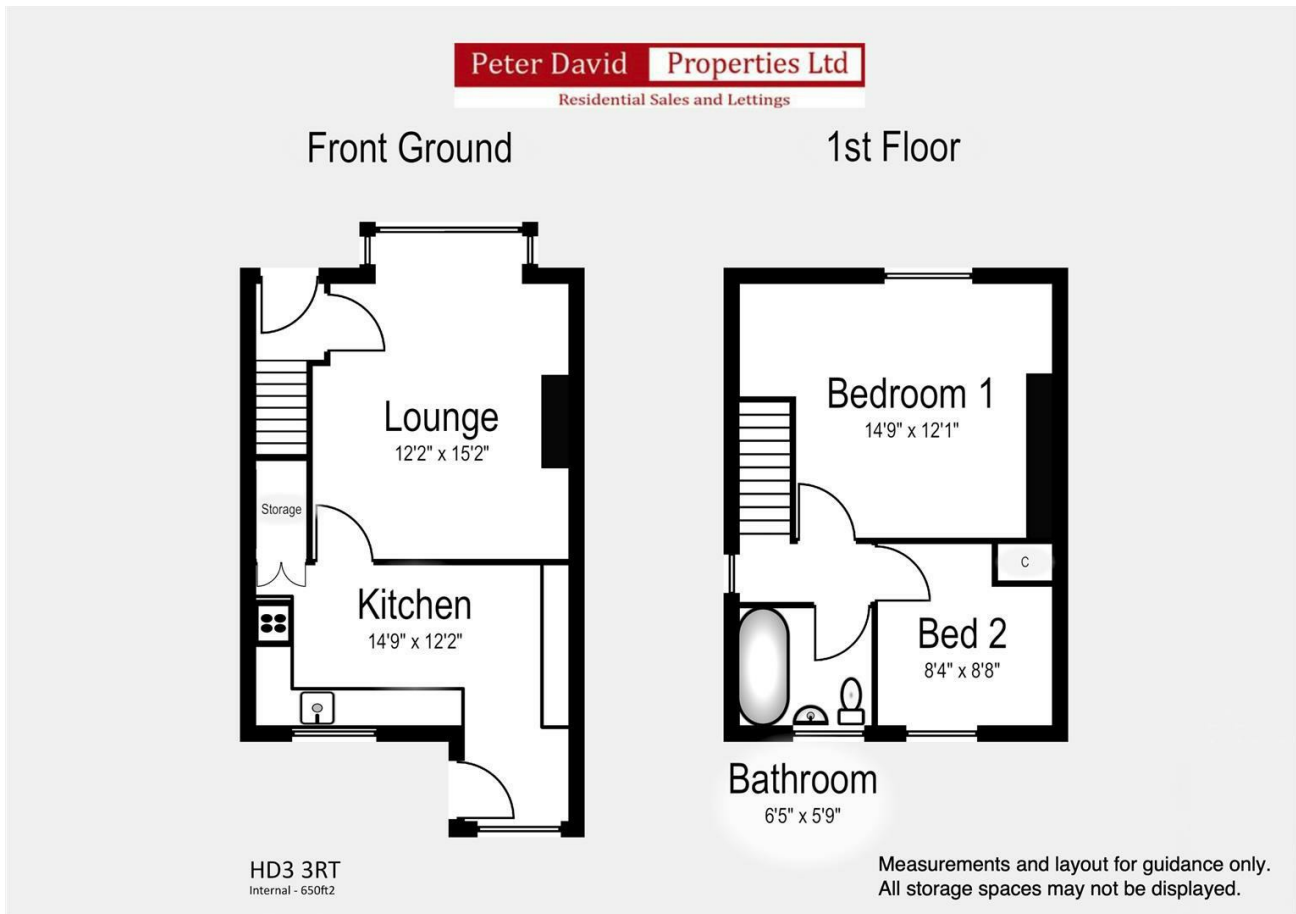 Peter David Properties Ltd
Residential Sales and Lettings
Front Ground
1st Floor
Lounge
12'2" x 15'2"
Storage
Kitchen
14'9" x 12'2"
Bedroom 1
14'9" x 12'1"
C
Bed 2
8'4" x 8'8"
Bathroom
6'5" x 5'9"
HD3 3RT
Internal - 650ft2
Measurements and layout for guidance only.
All storage spaces may not be displayed.